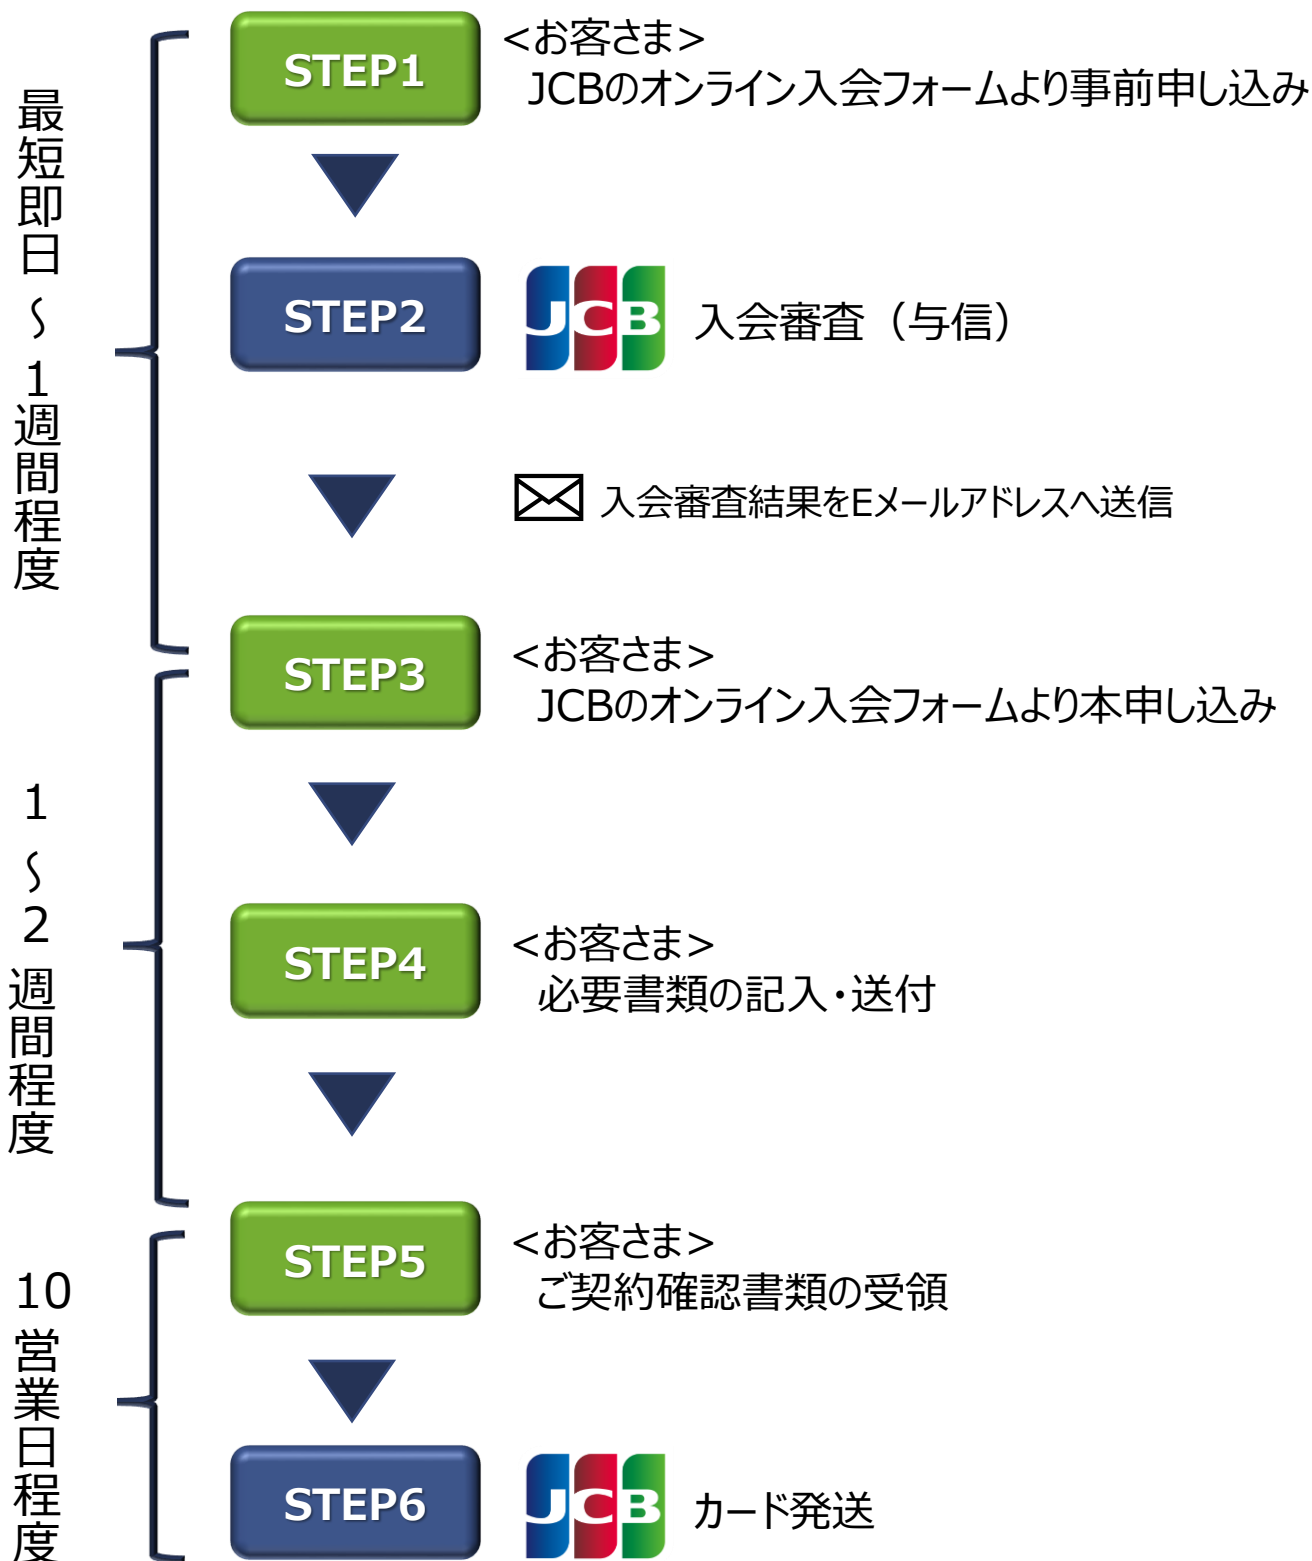 最短即日～1週間程度
STEP1
<お客さま>
JCBのオンライン入会フォームより事前申し込み
STEP2
JCB
入会審査（与信）
入会審査結果をEメールアドレスへ送信
STEP3
<お客さま>
JCBのオンライン入会フォームより本申し込み
1～2週間程度
STEP4
<お客さま>
必要書類の記入・送付
STEP5
<お客さま>
ご契約確認書類の受領
10営業日程度
STEP6
JCB
カード発送